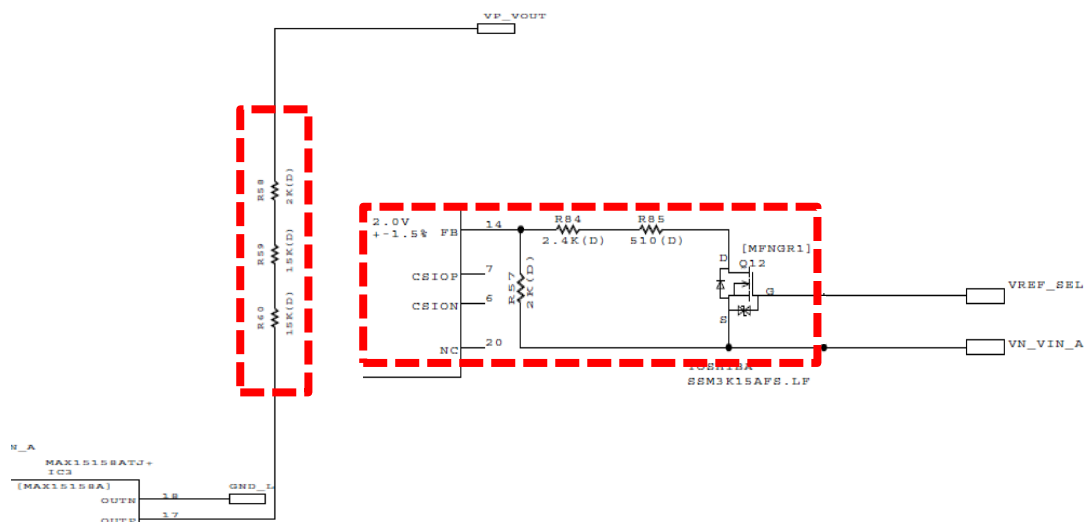 VP_VOUT
R58
2K(D)
R59
15K(D)
R60
15K(D)
2.0V
+-1.5%
FB
14
R84
2.4K(D)
R85
510(D)
[MFNGR1]
Q12
D
G
S
CSIOP
7
CSION
6
R57
2K(D)
NC
20
VREF_SEL
VN_VIN_A
TOSHIBA
SSM3K15AFS.LF
N_A
MAX15158ATJ+
IC3
[MAX15158A]
OUTN
18
GND_L
OUTP
17